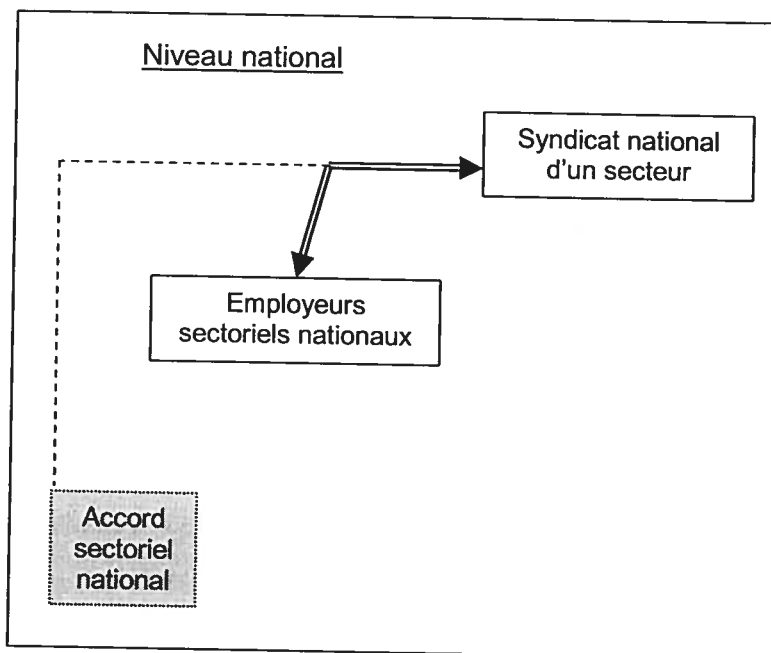 Niveau national
Syndicat national
d'un secteur
Employeurs
sectoriels nationaux
Accord
sectoriel
national